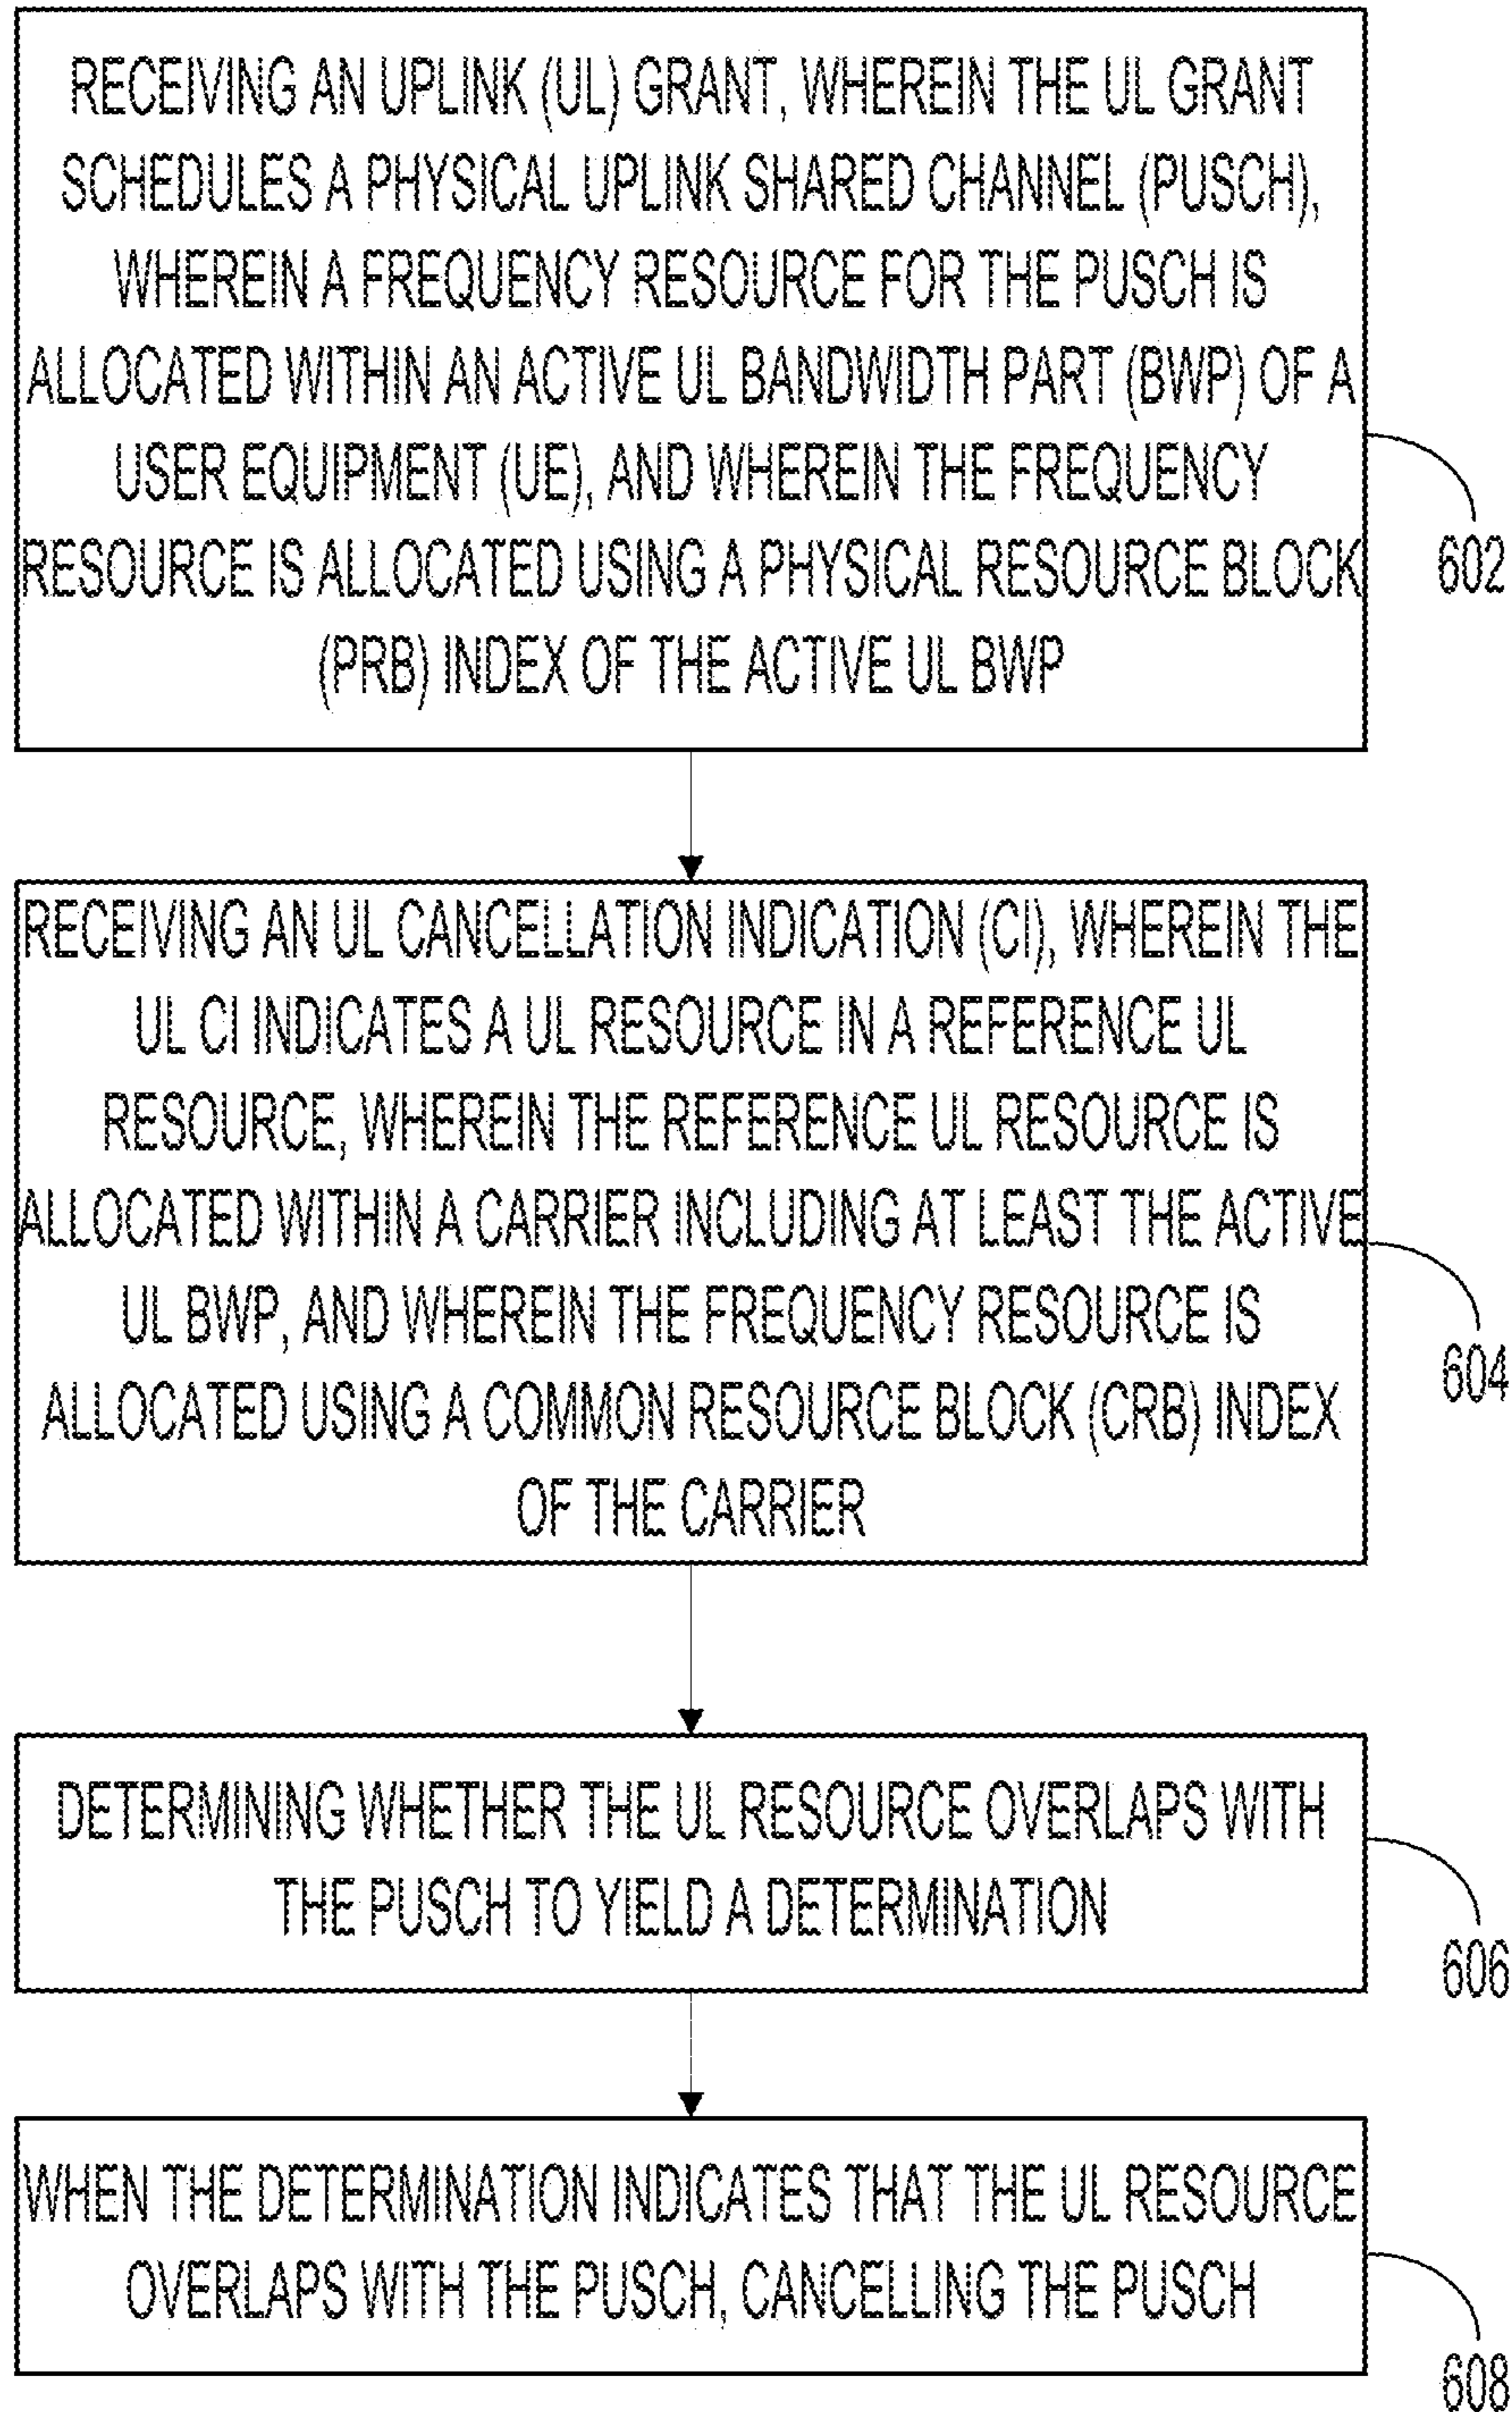 RECEIVING AN UPLINK (UL) GRANT, WHEREIN THE UL GRANT
SCHEDULES A PHYSICAL UPLINK SHARED CHANNEL (PUSCH),
WHEREIN A FREQUENCY RESOURCE FOR THE PUSCH IS
ALLOCATED WITHIN AN ACTIVE UL BANDWIDTH PART (BWP) OF A
USER EQUIPMENT (UE), AND WHEREIN THE FREQUENCY
RESOURCE IS ALLOCATED USING A PHYSICAL RESOURCE BLOCK
(PRB) INDEX OF THE ACTIVE UL BWP
602
RECEIVING AN UL CANCELLATION INDICATION (CI), WHEREIN THE
UL CI INDICATES A UL RESOURCE IN A REFERENCE UL
RESOURCE, WHEREIN THE REFERENCE UL RESOURCE IS
ALLOCATED WITHIN A CARRIER INCLUDING AT LEAST THE ACTIVE
UL BWP, AND WHEREIN THE FREQUENCY RESOURCE IS
ALLOCATED USING A COMMON RESOURCE BLOCK (CRB) INDEX
OF THE CARRIER
604
DETERMINING WHETHER THE UL RESOURCE OVERLAPS WITH
THE PUSCH TO YIELD A DETERMINATION
606
WHEN THE DETERMINATION INDICATES THAT THE UL RESOURCE
OVERLAPS WITH THE PUSCH, CANCELLING THE PUSCH
608